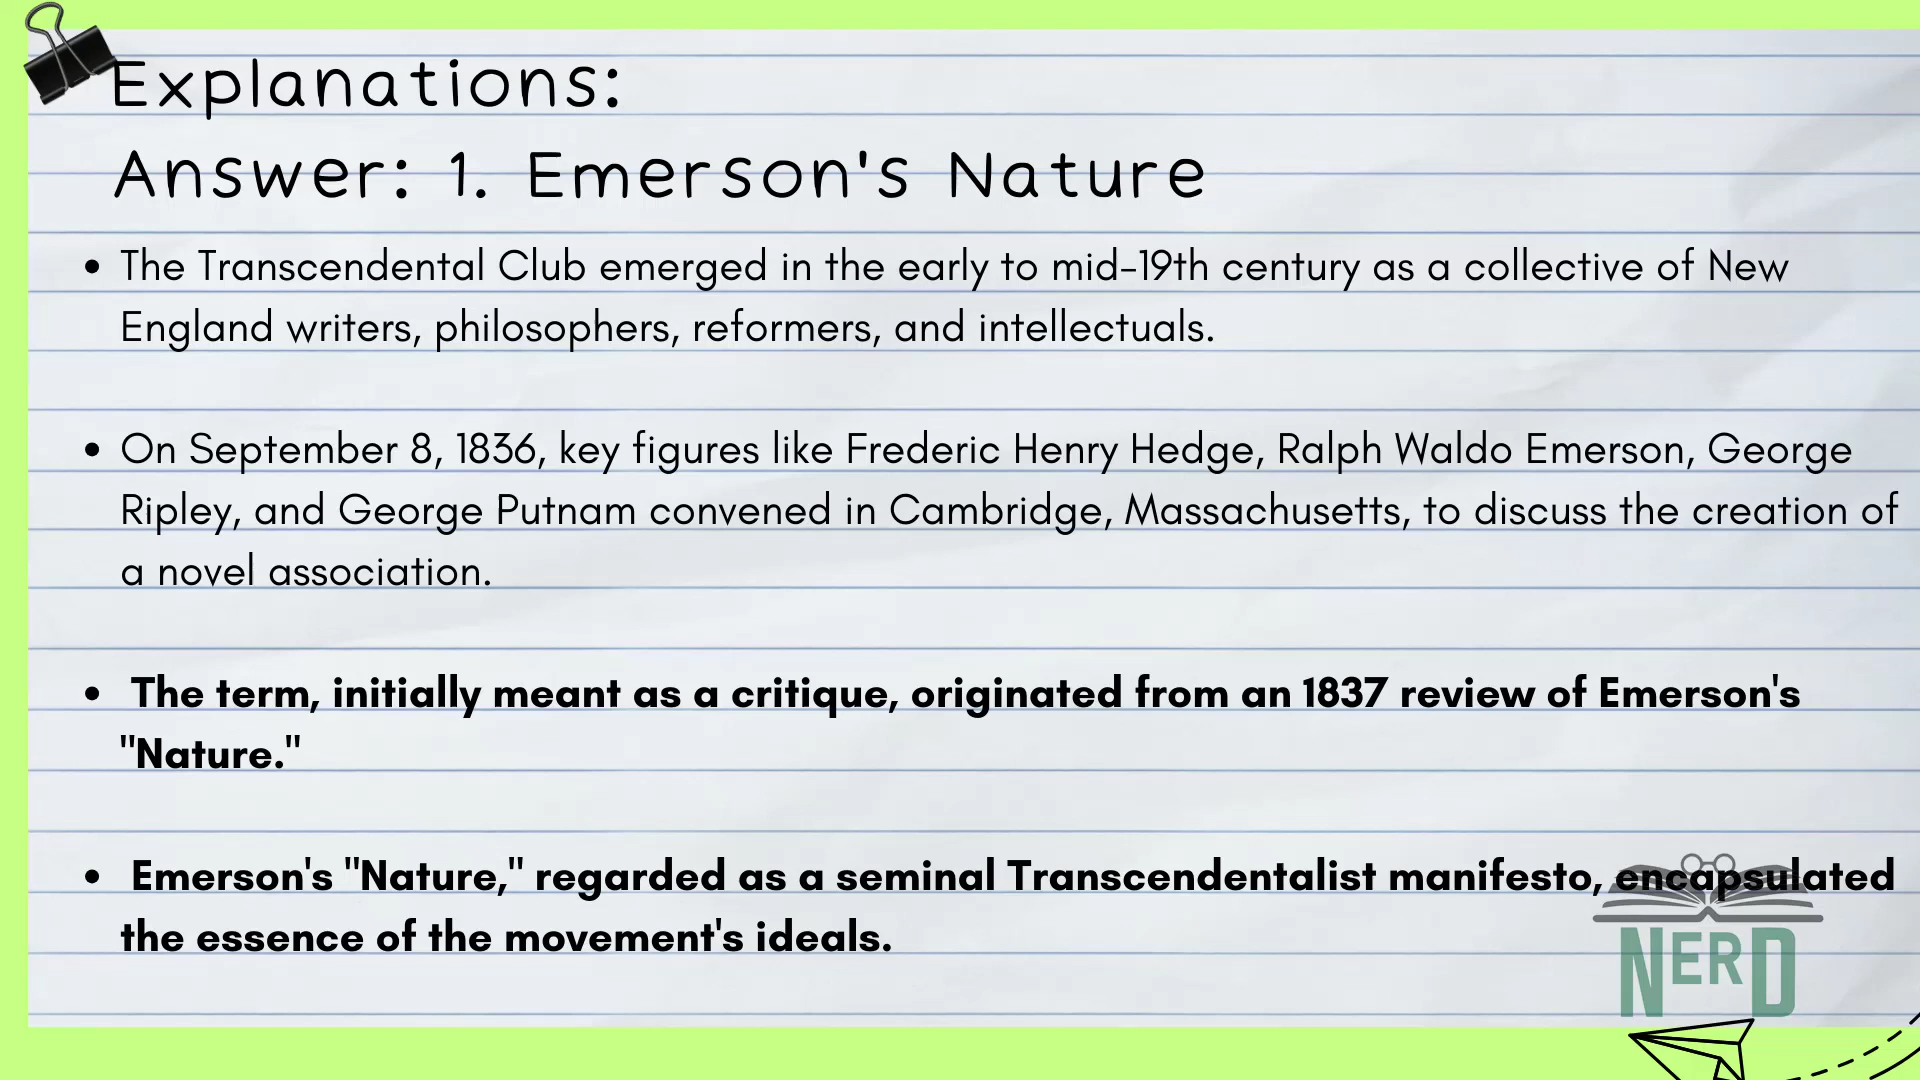 Explanations:
Answer: 1. Emerson's Nature
• The Transcendental Club emerged in the early to mid-19th century as a collective of New
England writers, philosophers, reformers, and intellectuals.
• On September 8, 1836, key figures like Frederic Henry Hedge, Ralph Waldo Emerson, George
Ripley, and George Putnam convened in Cambridge, Massachusetts, to discuss the creation of
a novel association.
• The term, initially meant as a critique, originated from an 1837 review of Emerson's
"Nature."
• Emerson's "Nature," regarded as a seminal Transcendentalist manifesto, encapsulated
the essence of the movement's ideals.
NERD